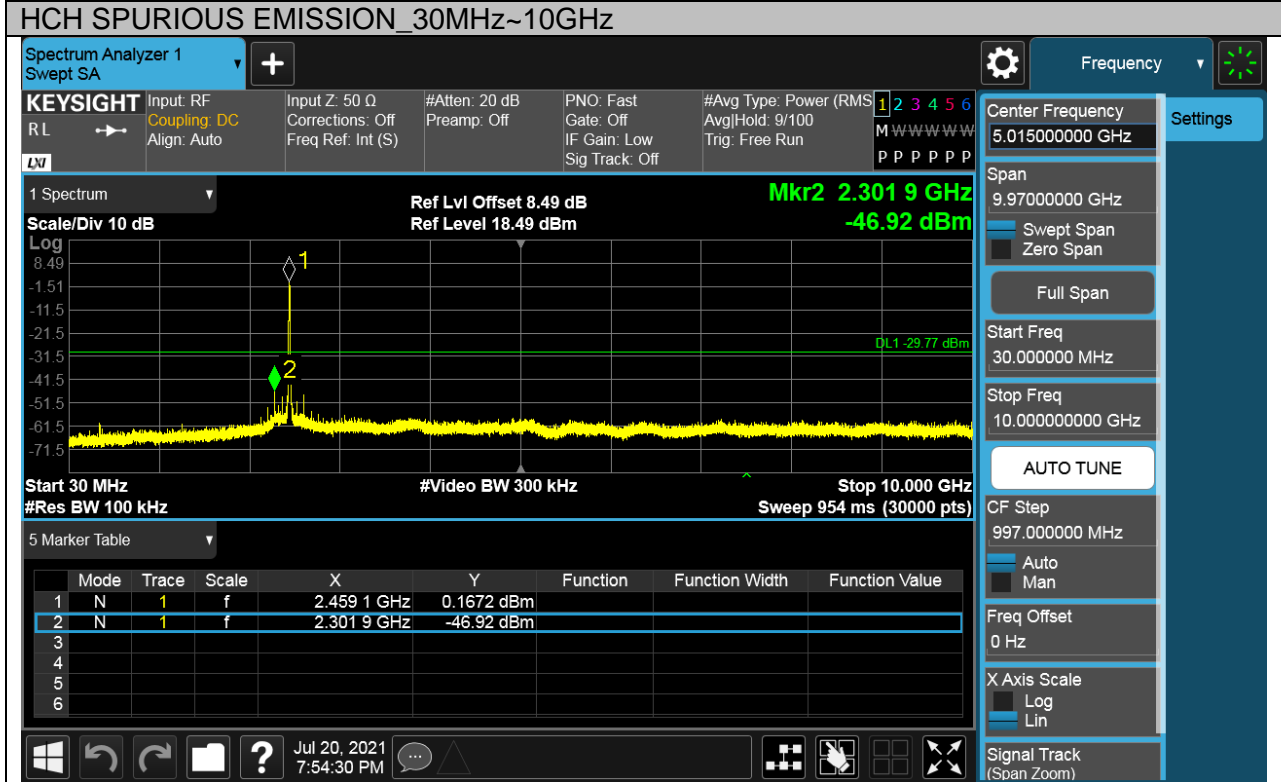 HCH SPURIOUS EMISSION_30MHz~10GHz
Spectrum Analyzer 1
Swept SA
Frequency
KEYSIGHT
RL
LXI
Input: RF
Coupling: DC
Align: Auto
Input Z: 50 Ω
Corrections: Off
Freq Ref: Int (S)
#Atten: 20 dB
Preamp: Off
PNO: Fast
Gate: Off
IF Gain: Low
Sig Track: Off
#Avg Type: Power (RMS
Avg|Hold: 9/100
Trig: Free Run
1 2 3 4 5 6
M W W W W W
P P P P P P
1 Spectrum
Scale/Div 10 dB
Ref Lvl Offset 8.49 dB
Ref Level 18.49 dBm
Mkr2 2.301 9 GHz
-46.92 dBm
Log
8.49
-1.51
-11.5
-21.5
-31.5
-41.5
-51.5
-61.5
-71.5
1
2
DL1 -29.77 dBm
Start 30 MHz
#Video BW 300 kHz
Stop 10.000 GHz
#Res BW 100 kHz
Sweep 954 ms (30000 pts)
5 Marker Table
Mode Trace Scale X Y Function Function Width Function Value
1 N 1 f 2.459 1 GHz 0.1672 dBm
2 N 1 f 2.301 9 GHz -46.92 dBm
3
4
5
6
Jul 20, 2021
7:54:30 PM
Center Frequency
5.015000000 GHz
Settings
Span
9.97000000 GHz
Swept Span
Zero Span
Full Span
Start Freq
30.000000 MHz
Stop Freq
10.000000000 GHz
AUTO TUNE
CF Step
997.000000 MHz
Auto
Man
Freq Offset
0 Hz
X Axis Scale
Log
Lin
Signal Track
(Span Zoom)